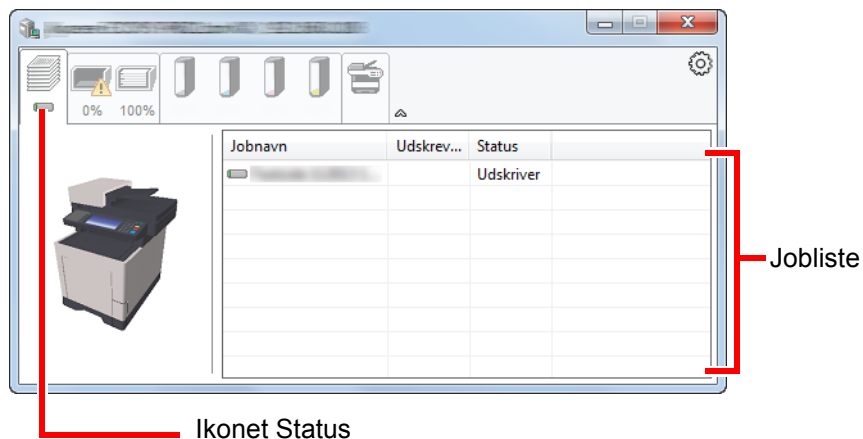 0% 100%
Jobnavn Udskrev... Status
Udskriver
Jobliste
Ikonet Status